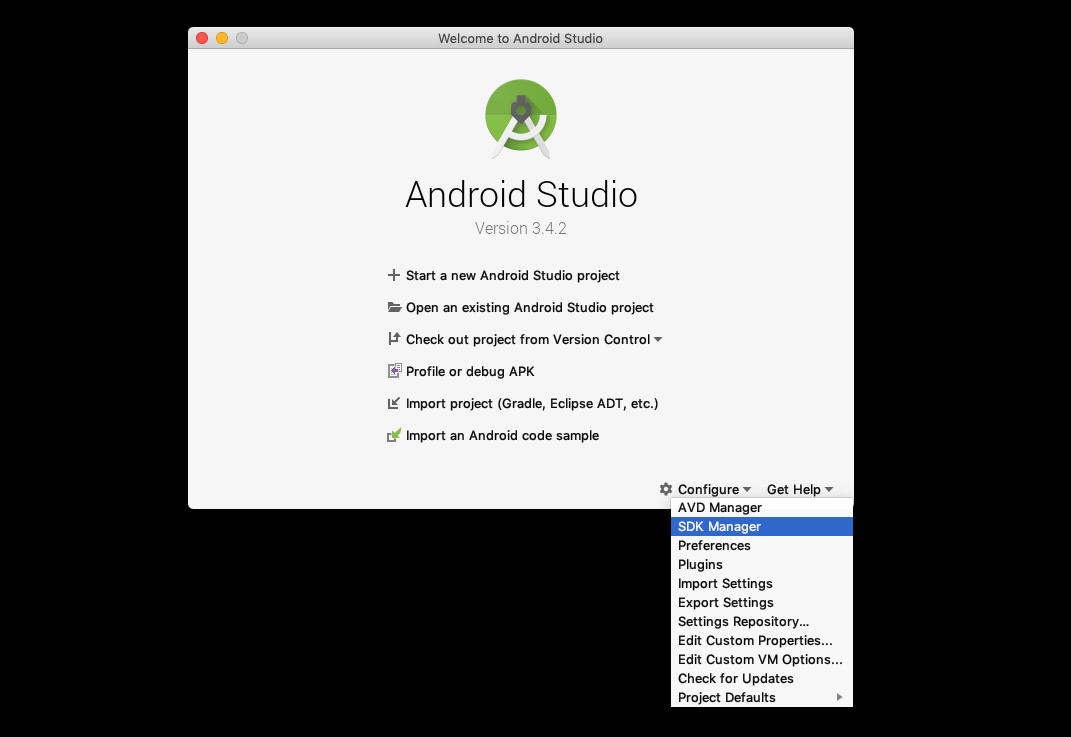 Welcome to Android Studio
Android Studio
Version 3.4.2
Start a new Android Studio project
Open an existing Android Studio project
Check out project from Version Control
Profile or debug APK
Import project (Gradle, Eclipse ADT, etc.)
Import an Android code sample
Configure Get Help
AVD Manager
SDK Manager
Preferences
Plugins
Import Settings
Export Settings
Settings Repository...
Edit Custom Properties...
Edit Custom VM Options...
Check for Updates
Project Defaults